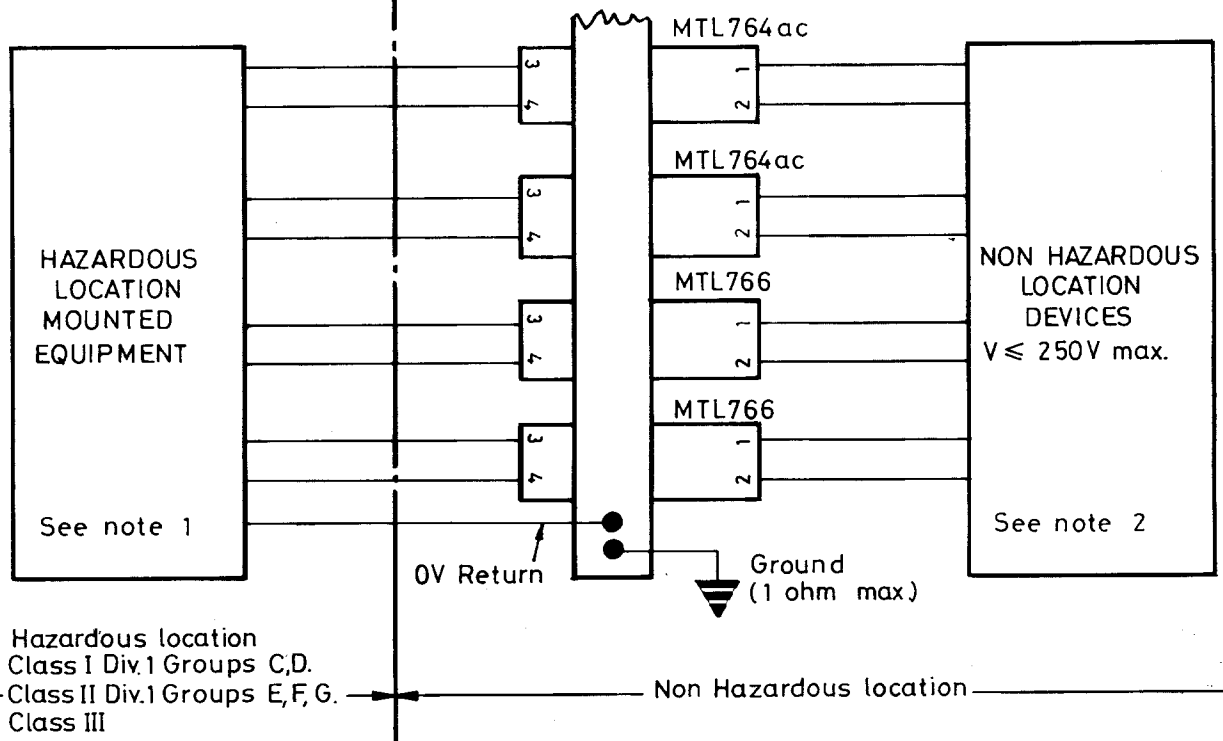 MTL764ac
3
4
1
2
MTL764ac
3
4
1
2
HAZARDOUS
LOCATION
MOUNTED
EQUIPMENT
See note 1
MTL766
3
4
1
2
MTL766
3
4
1
2
NON HAZARDOUS
LOCATION
DEVICES
V ≤ 250V max.
See note 2
0V Return
Ground
(1 ohm max.)
Hazardous location
Class I Div.1 Groups C,D.
Class II Div.1 Groups E,F,G.
Class III
Non Hazardous location